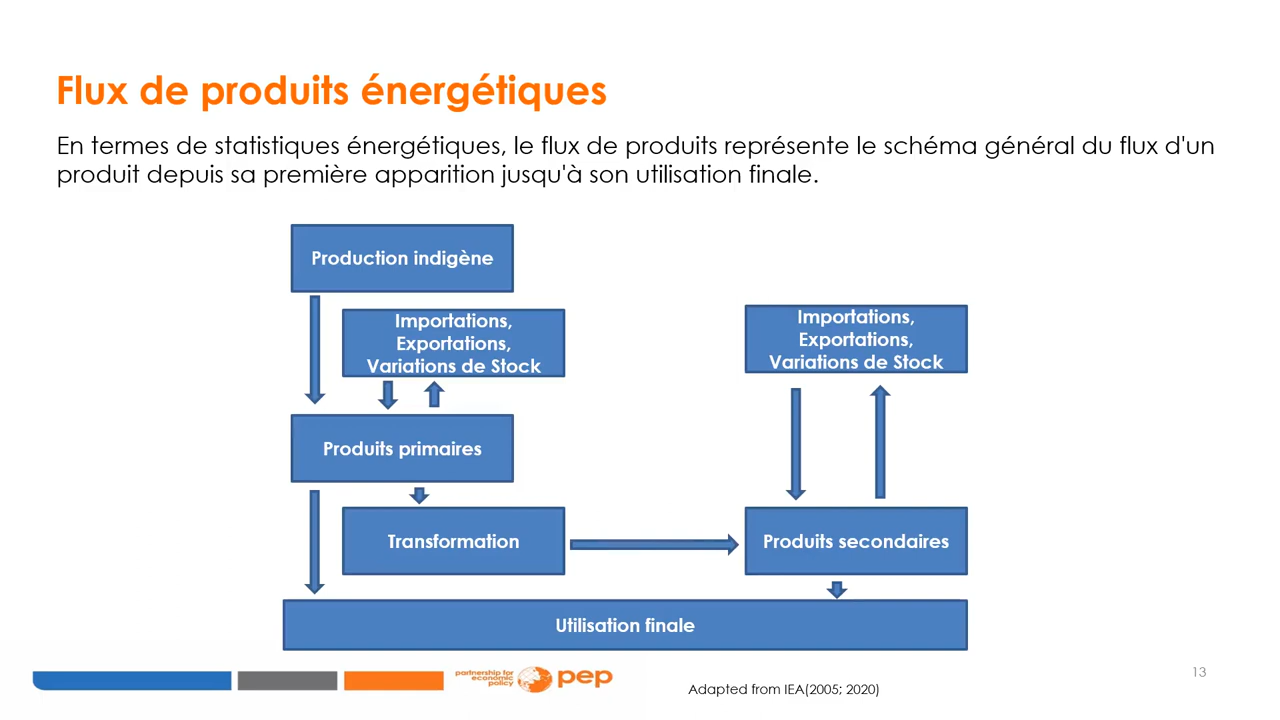 Flux de produits énergétiques
En termes de statistiques énergétiques, le flux de produits représente le schéma général du flux d'un
produit depuis sa première apparition jusqu'à son utilisation finale.
Production indigène
Importations,
Exportations,
Variations de Stock
Importations,
Exportations,
Variations de Stock
Produits primaires
Transformation
Produits secondaires
Utilisation finale
partnership for
economic
policy
pep
Adapted from IEA(2005; 2020)
13